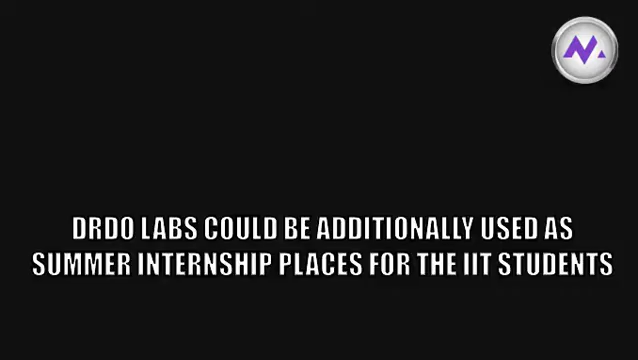 DRDO LABS COULD BE ADDITIONALLY USED AS
SUMMER INTERNSHIP PLACES FOR THE IIT STUDENTS